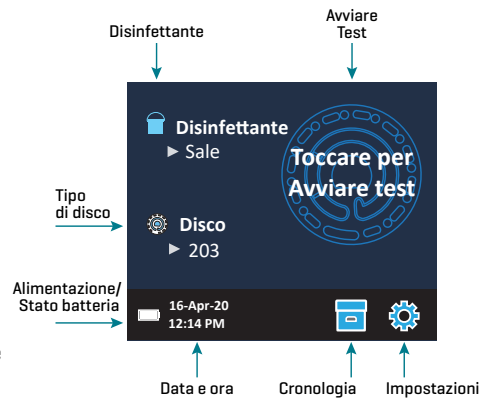 Disinfettante
Avviare
Test
Disinfettante
► Sale
Toccare per
Avviare test
Tipo
di disco
Disco
► 203
Alimentazione/
Stato batteria
16-Apr-20
12:14 PM
Data e ora
Cronologia
Impostazioni